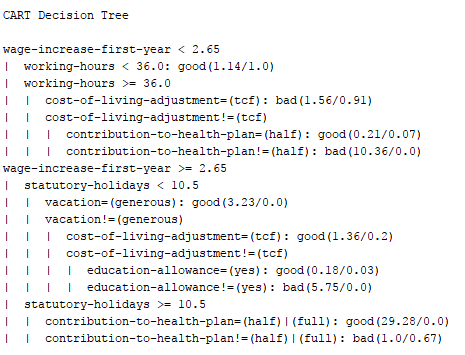 CART Decision Tree

wage-increase-first-year < 2.65
|  working-hours < 36.0: good(1.14/1.0)
|  working-hours >= 36.0
|  |  cost-of-living-adjustment=(tcf): bad(1.56/0.91)
|  |  cost-of-living-adjustment!=(tcf)
|  |  |  contribution-to-health-plan=(half): good(0.21/0.07)
|  |  |  contribution-to-health-plan!=(half): bad(10.36/0.0)
wage-increase-first-year >= 2.65
|  statutory-holidays < 10.5
|  |  vacation=(generous): good(3.23/0.0)
|  |  vacation!=(generous)
|  |  |  cost-of-living-adjustment=(tcf): good(1.36/0.2)
|  |  |  cost-of-living-adjustment!=(tcf)
|  |  |  |  education-allowance=(yes): good(0.18/0.03)
|  |  |  |  education-allowance!=(yes): bad(5.75/0.0)
|  statutory-holidays >= 10.5
|  |  contribution-to-health-plan=(half)|(full): good(29.28/0.0)
|  |  contribution-to-health-plan!=(half)|(full): bad(1.0/0.67)